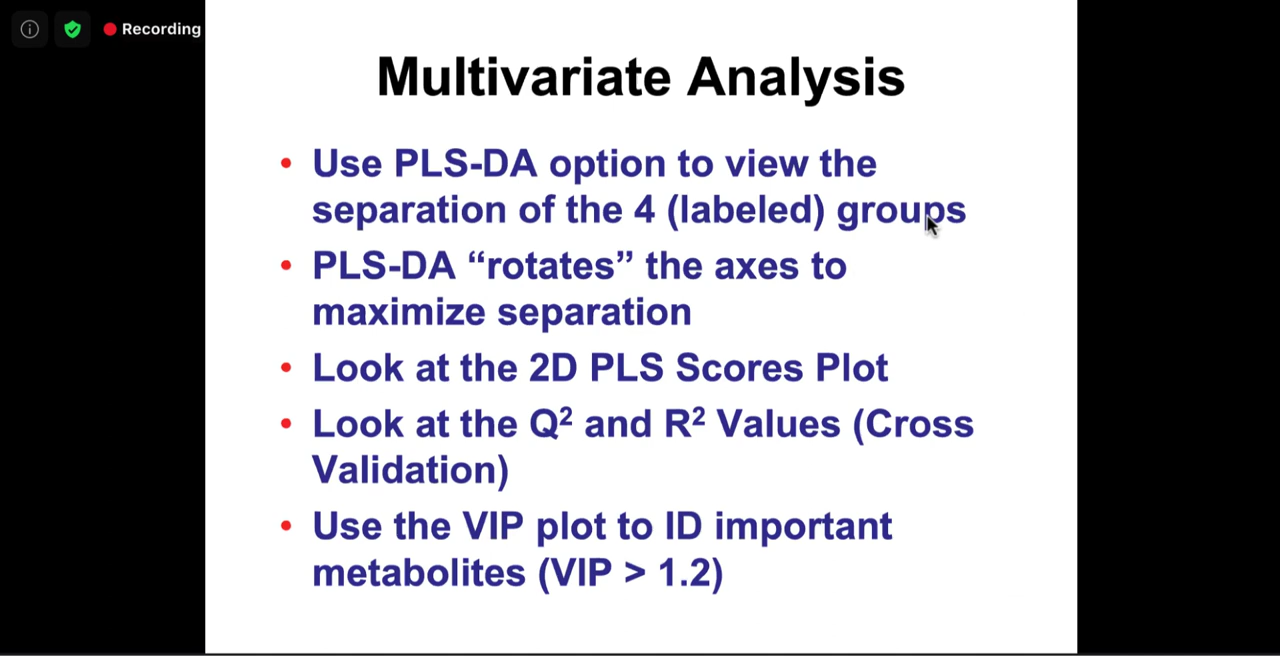 Recording
Multivariate Analysis
• Use PLS-DA option to view the
separation of the 4 (labeled) groups
• PLS-DA “rotates” the axes to
maximize separation
• Look at the 2D PLS Scores Plot
• Look at the Q² and R² Values (Cross
Validation)
• Use the VIP plot to ID important
metabolites (VIP > 1.2)